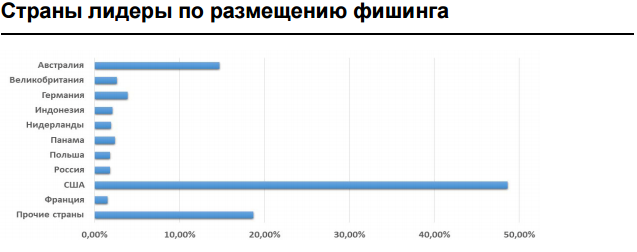 Страны лидеры по размещению фишинга
Австралия
Великобритания
Германия
Индонезия
Нидерланды
Панама
Польша
Россия
США
Франция
Прочие страны
0,00% 10,00% 20,00% 30,00% 40,00% 50,00%